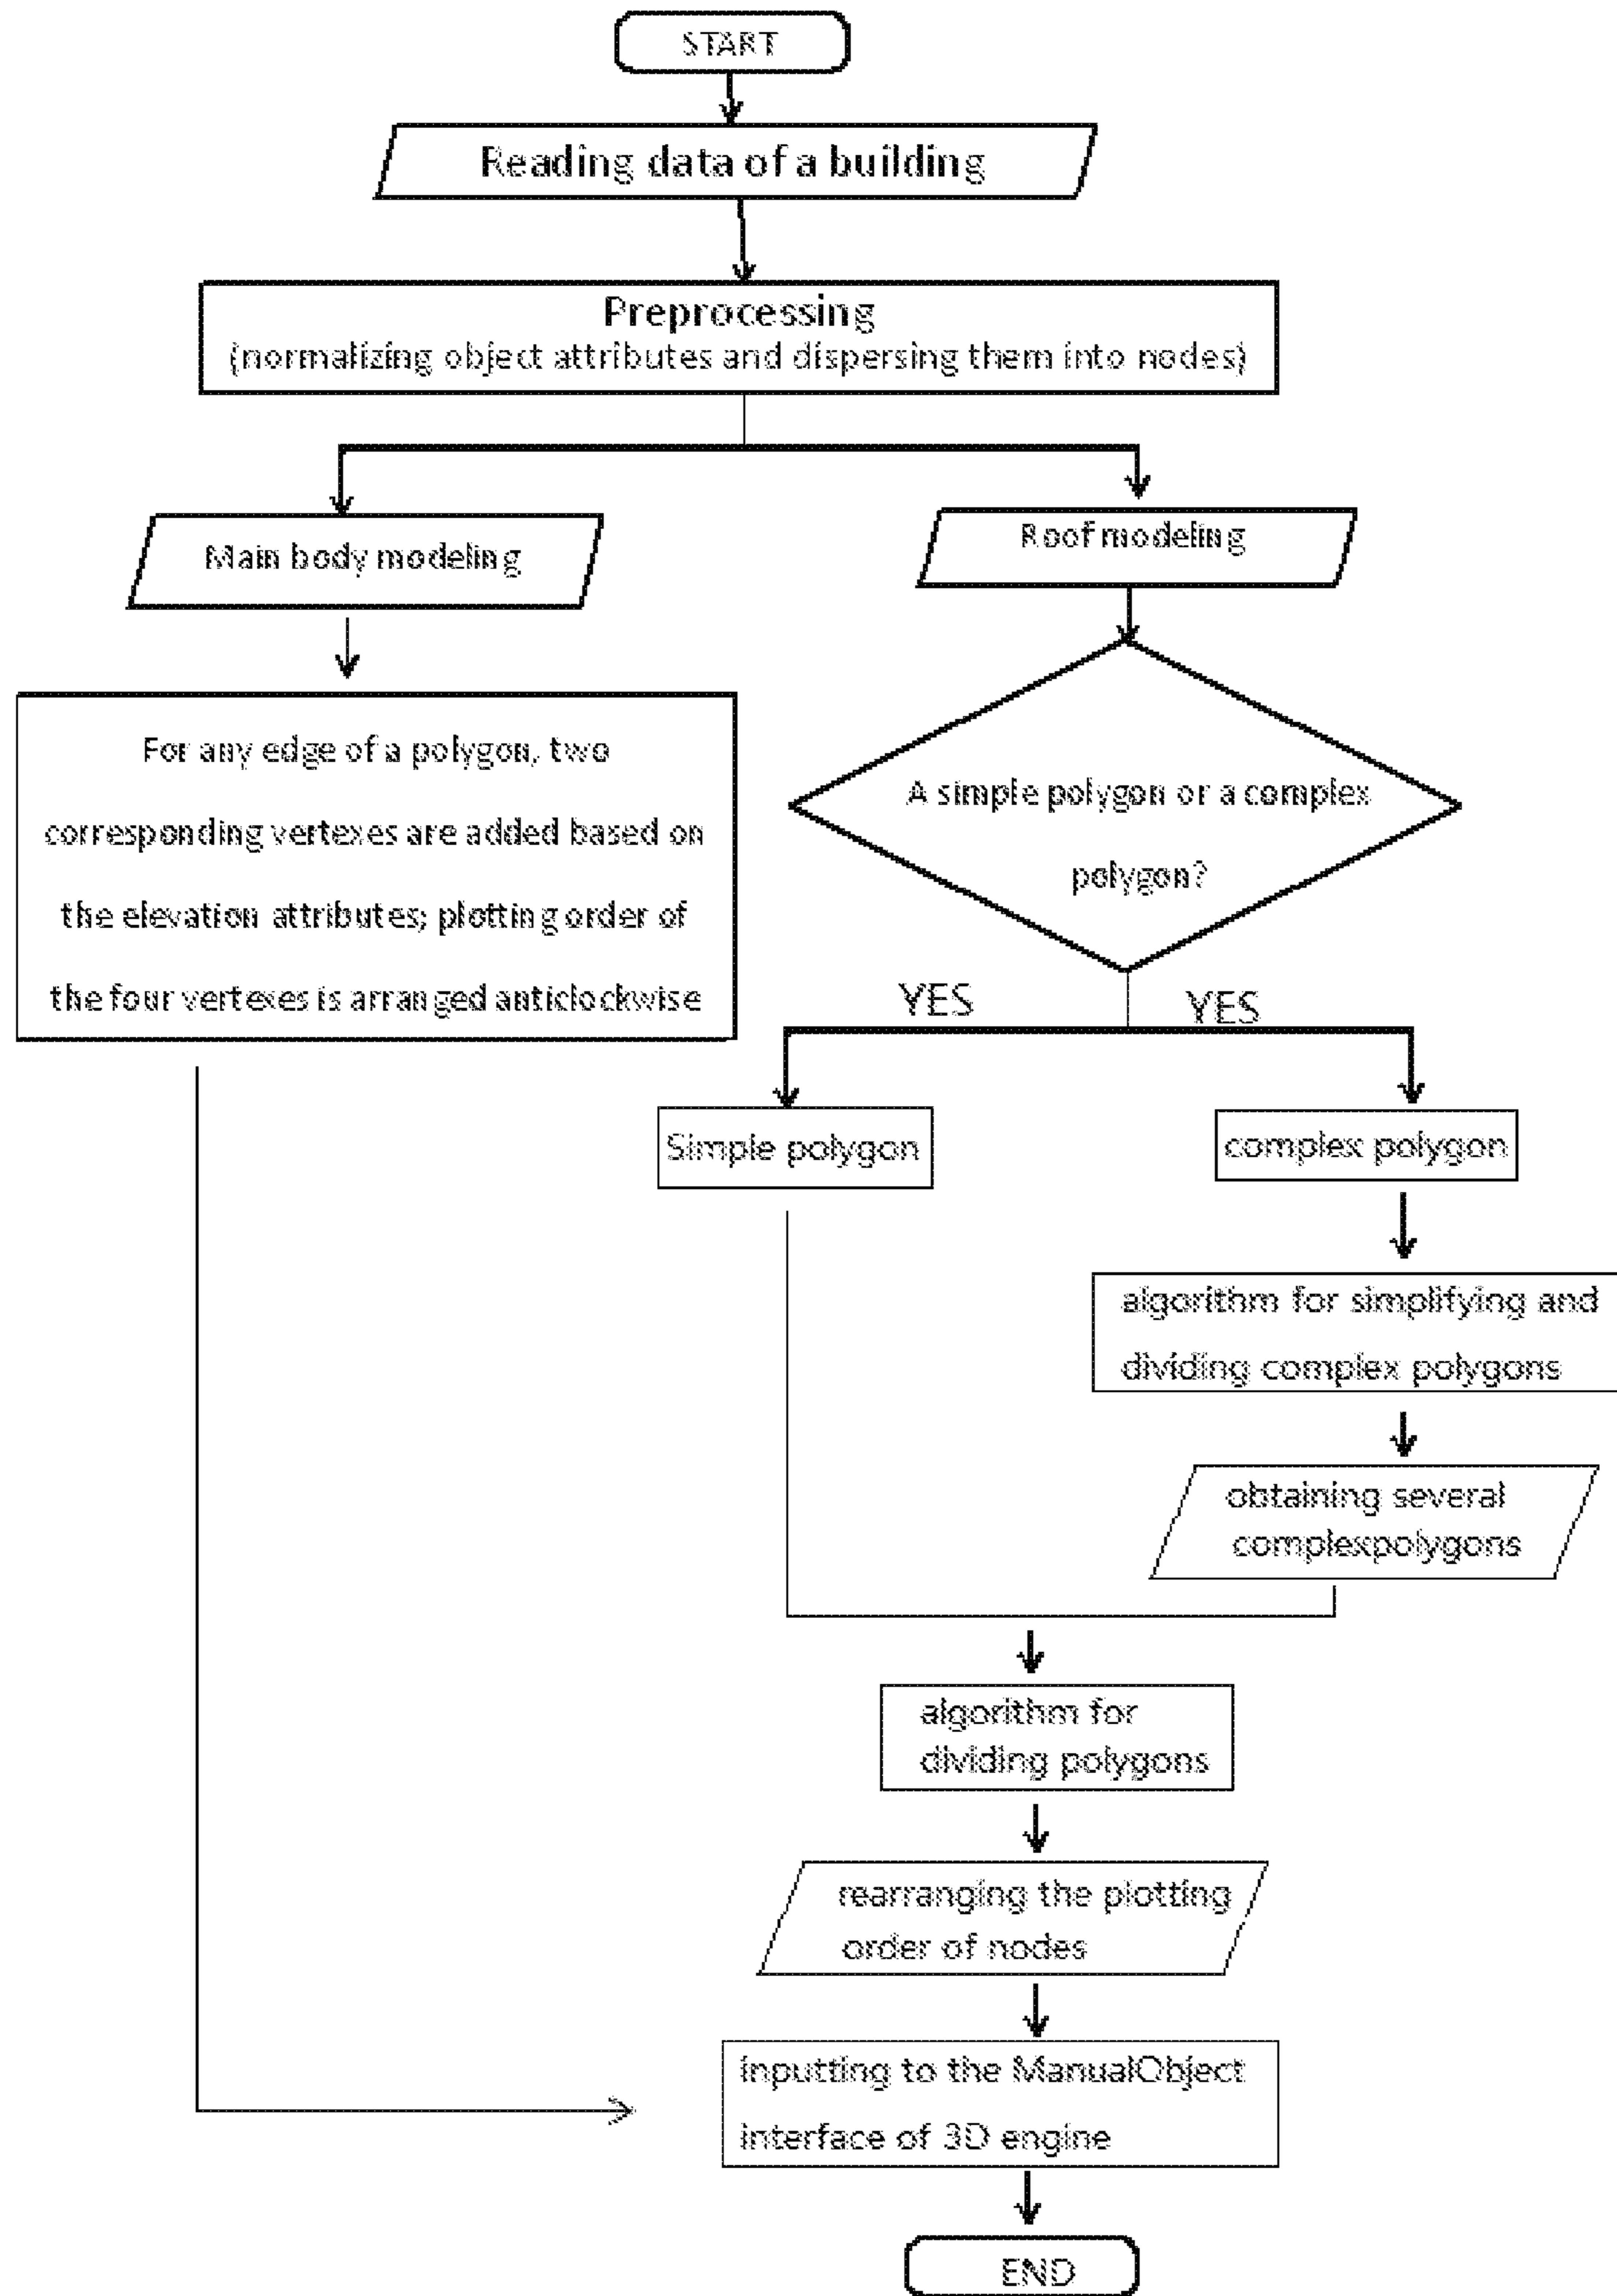 START
Reading data of a building
Preprocessing
(normalizing object attributes and dispersing them into nodes)
Main body modeling
Roof modeling
For any edge of a polygon, two
corresponding vertexes are added based on
the elevation attributes; plotting order of
the four vertexes is arranged anticlockwise
A simple polygon or a complex
polygon?
YES
YES
Simple polygon
complex polygon
algorithm for simplifying and
dividing complex polygons
obtaining several
complexpolygons
algorithm for
dividing polygons
rearranging the plotting
order of nodes
inputting to the ManualObject
interface of 3D engine
END